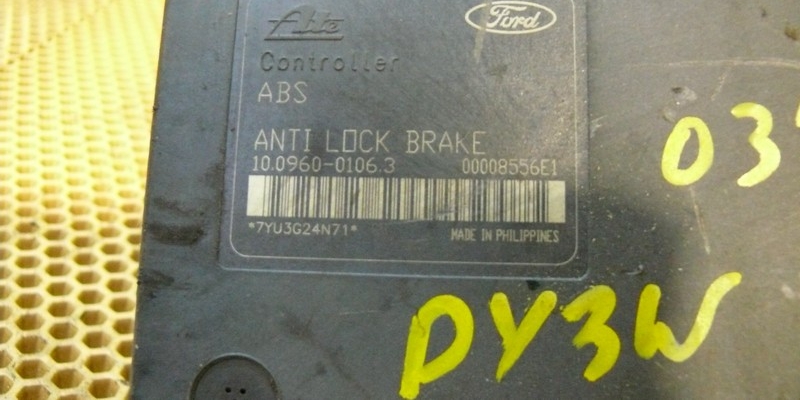 Ate
Ford
Controller
ABS
ANTI LOCK BRAKE
10.0960-0106.3 00008556E1
*7YU3G24N71*
MADE IN PHILIPPINES
DY3W